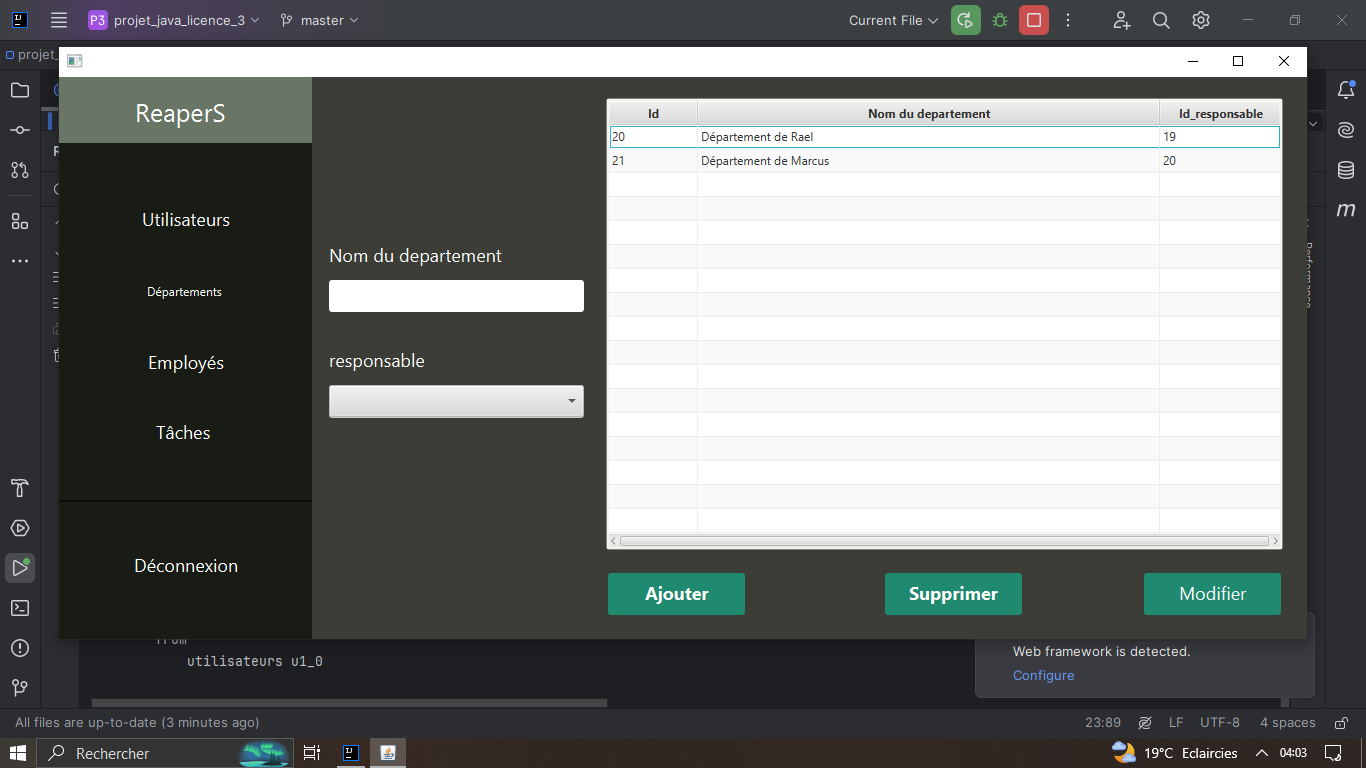 P3 projet_java_licence_3 master Current File
projet_
ReaperS
Utilisateurs
Départements
Employés
Tâches
Déconnexion
Nom du departement
responsable
Id Nom du departement Id_responsable
20 Département de Rael 19
21 Département de Marcus 20
Ajouter Supprimer Modifier
Performance
from
utilisateurs u1_0
Web framework is detected.
Configure
All files are up-to-date (3 minutes ago) 23:89 LF UTF-8 4 spaces
Rechercher 19°C Eclaircies 04:03